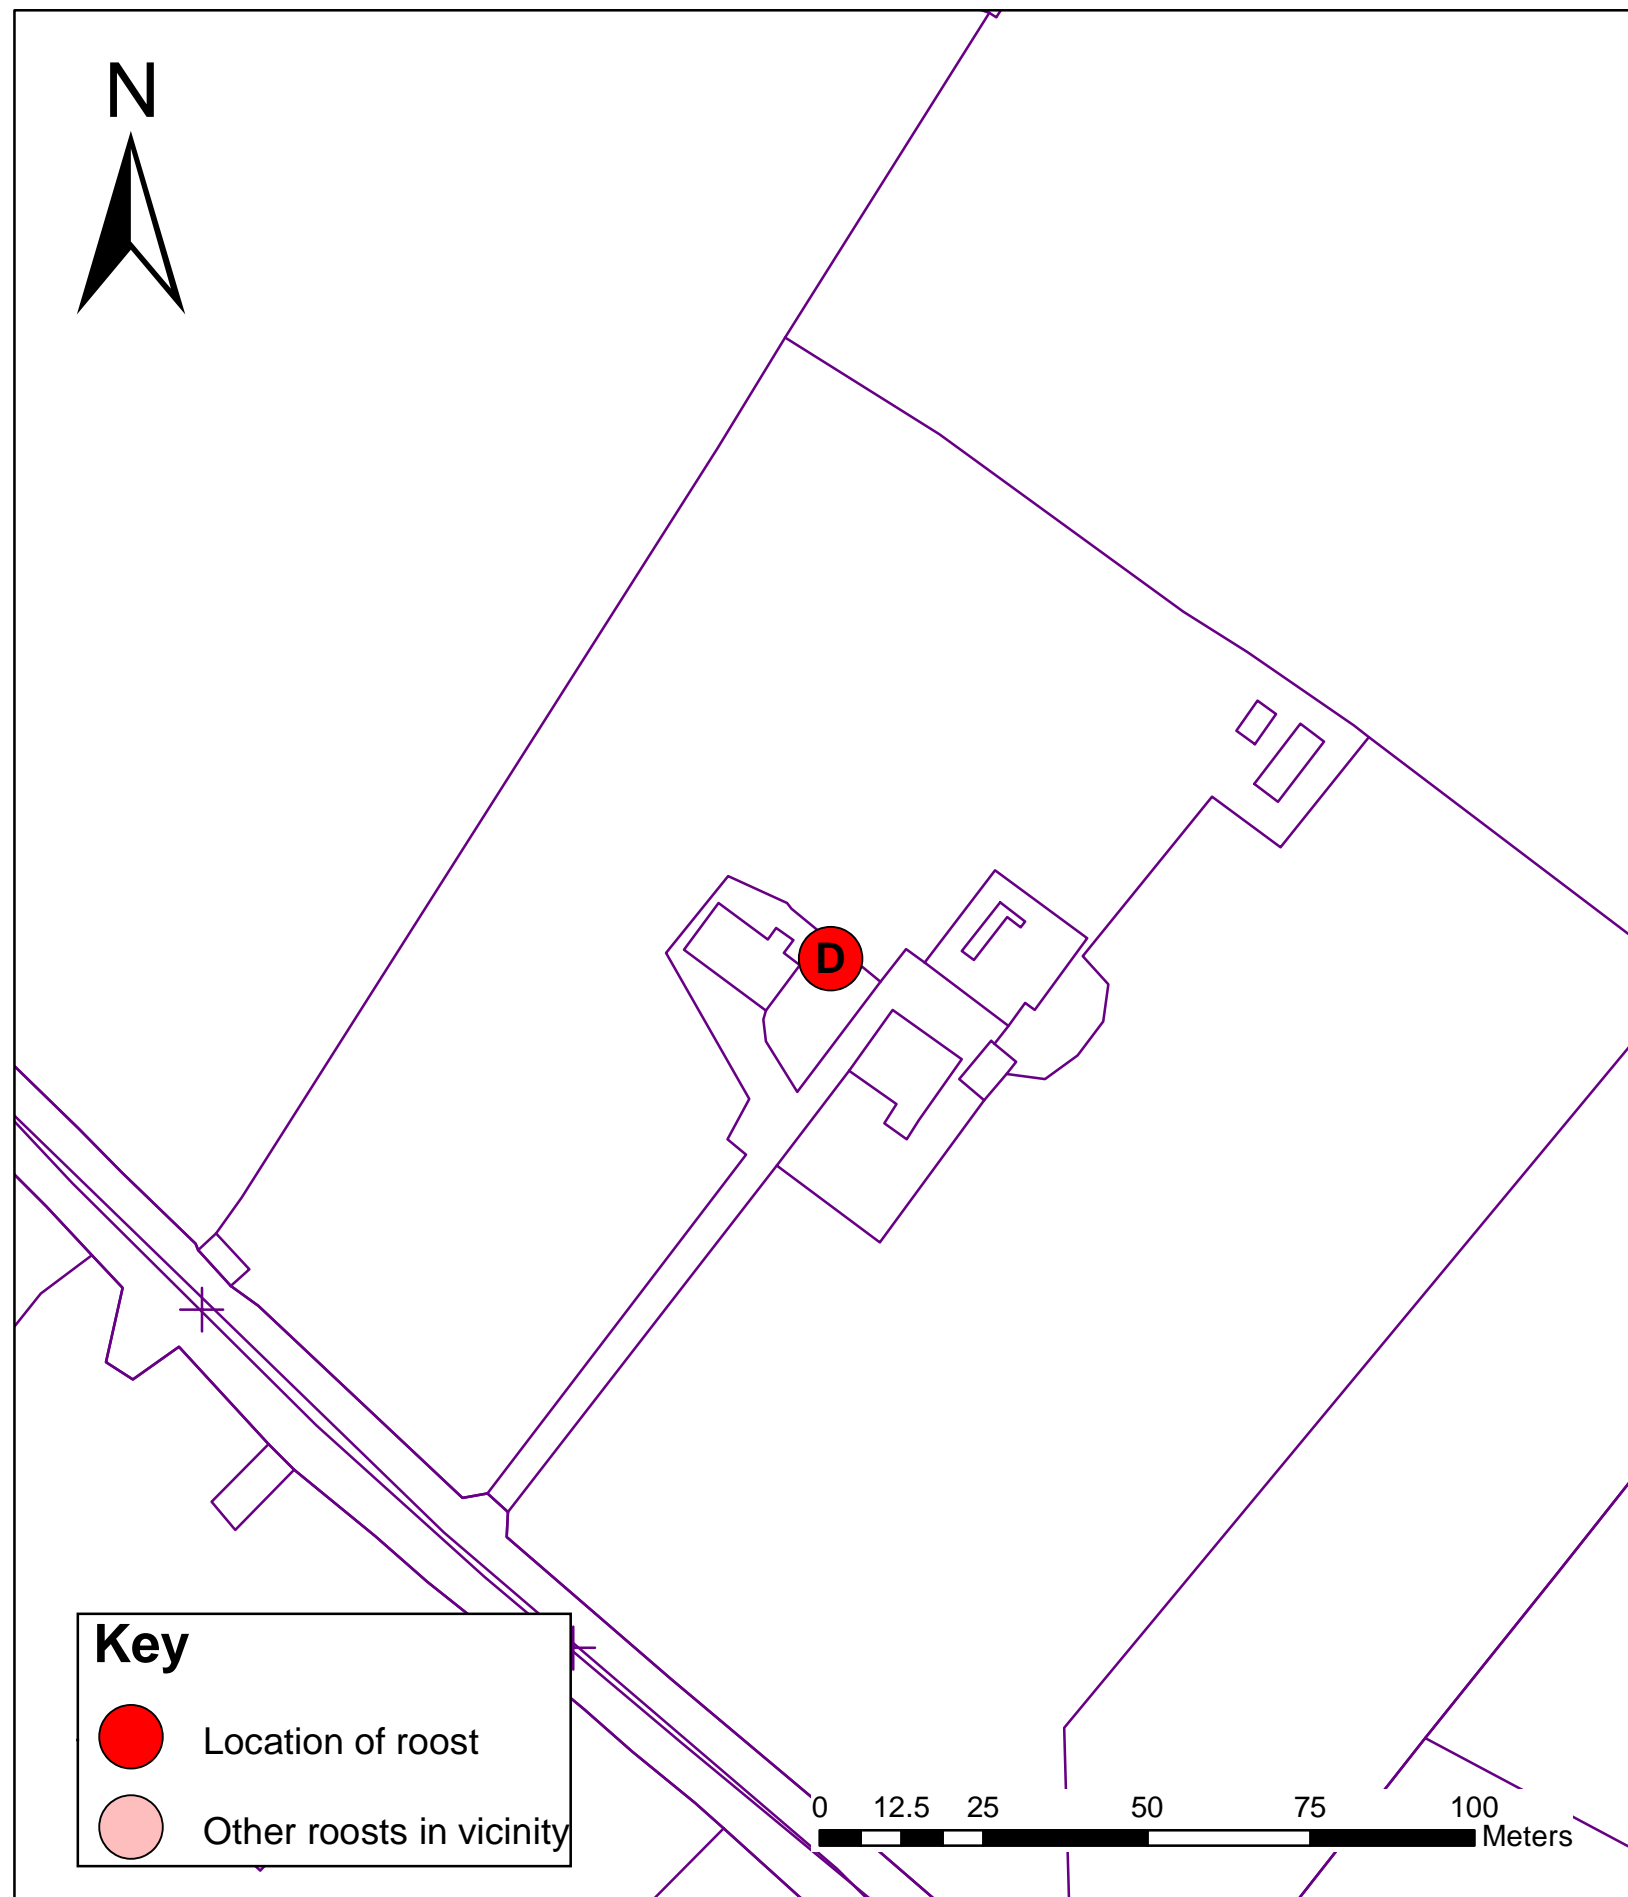 N
D
Key
Location of roost
Other roosts in vicinity
0 12.5 25 50 75 100
Meters